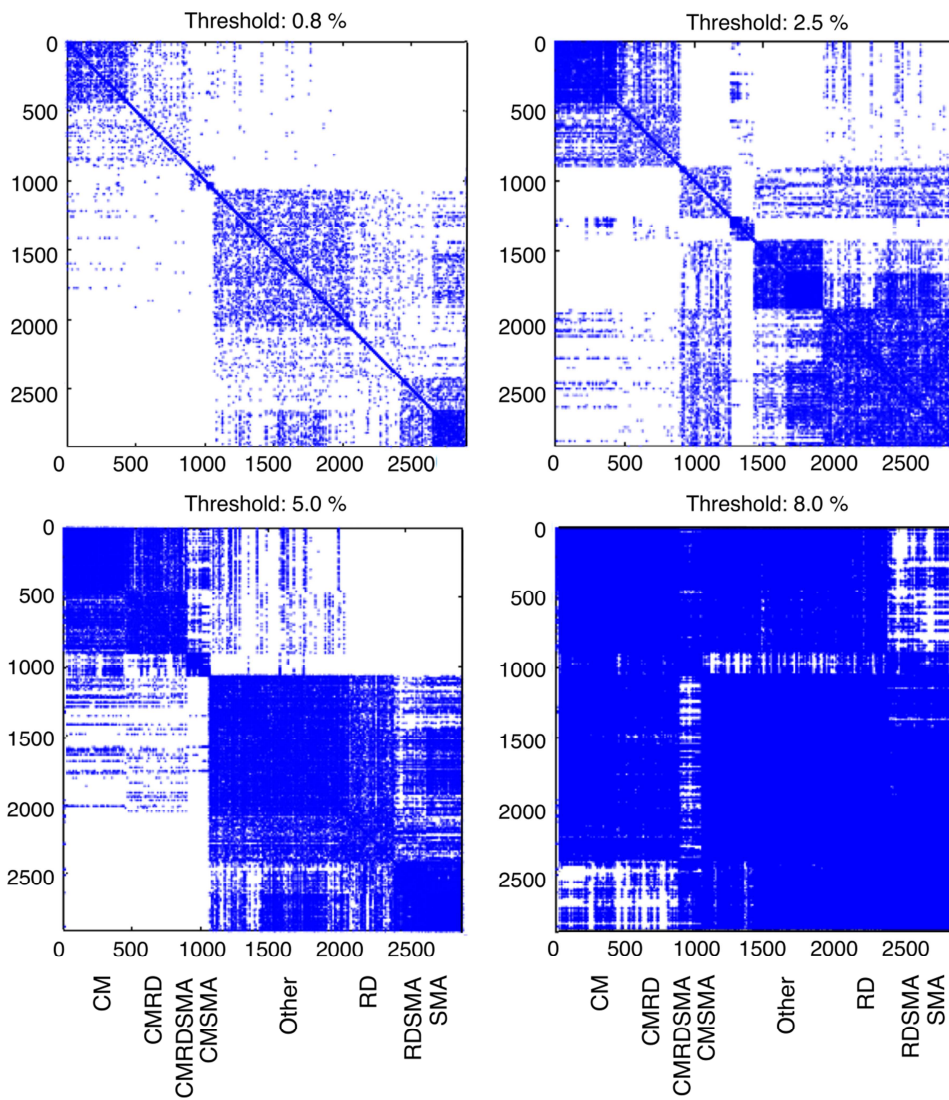 Threshold: 0.8 %
Threshold: 2.5 %
0
500
1000
1500
2000
2500
0 500 1000 1500 2000 2500
0
500
1000
1500
2000
2500
0 500 1000 1500 2000 2500
Threshold: 5.0 %
Threshold: 8.0 %
0
500
1000
1500
2000
2500
0 500 1000 1500 2000 2500
0
500
1000
1500
2000
2500
0 500 1000 1500 2000 2500
CM
CMRD
CMRDSMA
CMSMA
Other
RD
RDSMA
SMA
CM
CMRD
CMRDSMA
CMSMA
Other
RD
RDSMA
SMA